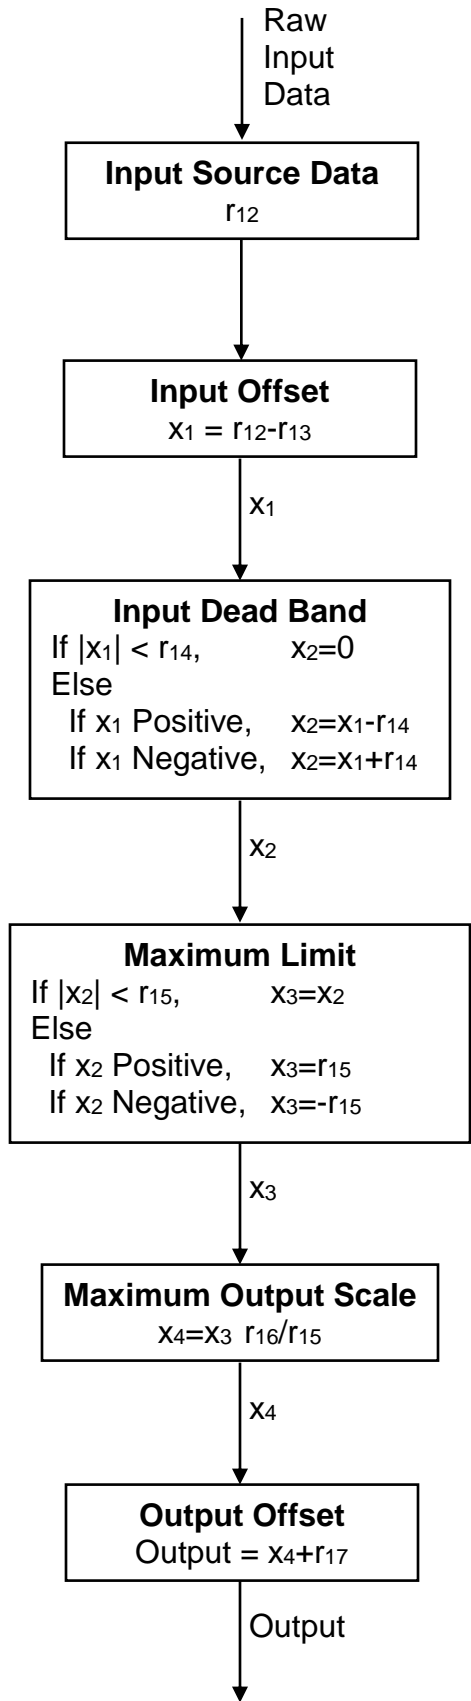 Raw
Input
Data
Input Source Data
r12
Input Offset
x1 = r12-r13
x1
Input Dead Band
If |x1| < r14, x2=0
Else
If x1 Positive, x2=x1-r14
If x1 Negative, x2=x1+r14
x2
Maximum Limit
If |x2| < r15, x3=x2
Else
If x2 Positive, x3=r15
If x2 Negative, x3=-r15
x3
Maximum Output Scale
x4=x3 r16/r15
x4
Output Offset
Output = x4+r17
Output